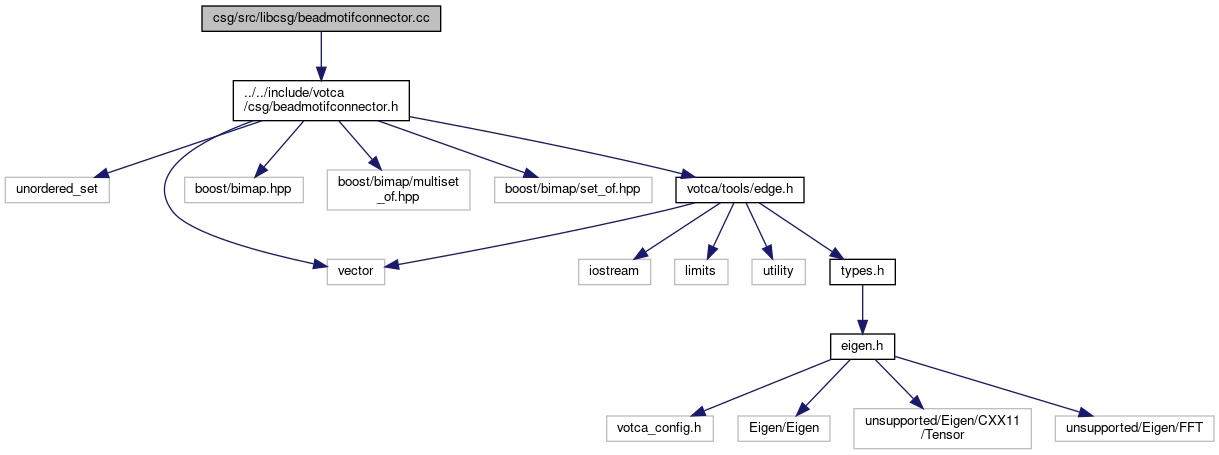 csg/src/libcsg/beadmotifconnector.cc
../../include/votca
/csg/beadmotifconnector.h
unordered_set
boost/bimap.hpp
boost/bimap/multiset
_of.hpp
boost/bimap/set_of.hpp
votca/tools/edge.h
vector
iostream
limits
utility
types.h
eigen.h
votca_config.h
Eigen/Eigen
unsupported/Eigen/CXX11
/Tensor
unsupported/Eigen/FFT